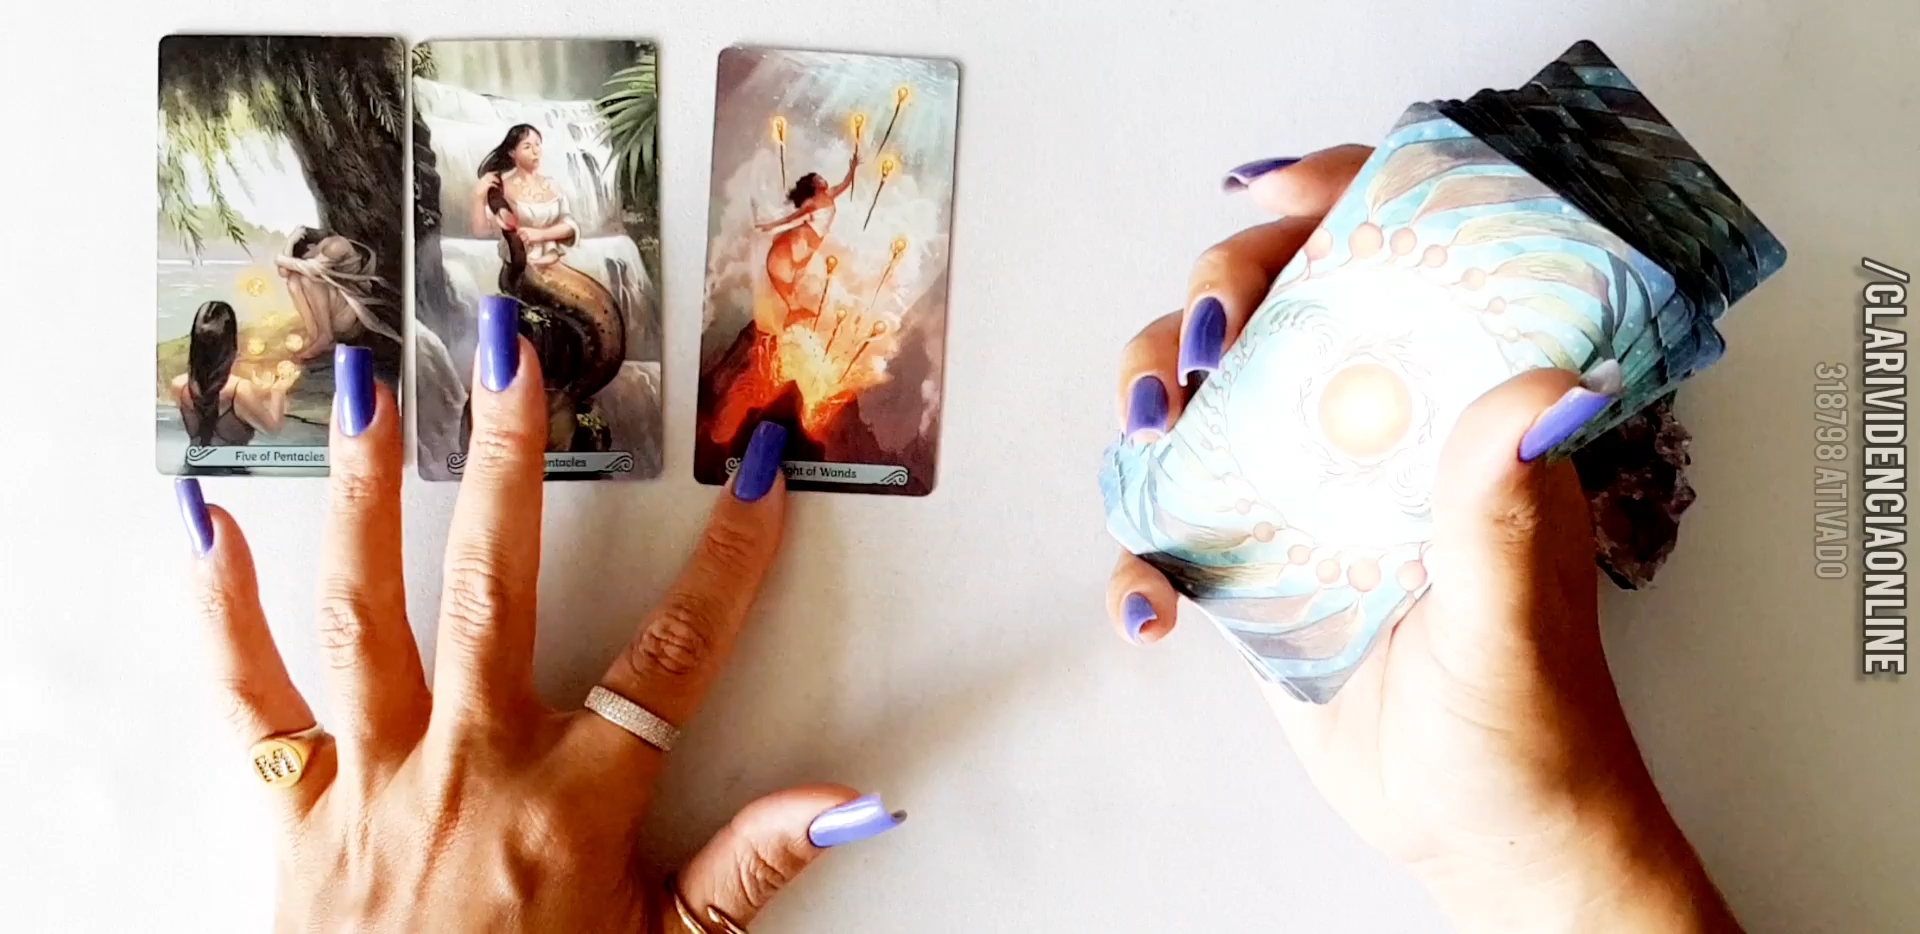 Five of Pentacles
entacles
ght of Wands
M
/CLARIVIDENCIAONLINE
318798 ATIVADO